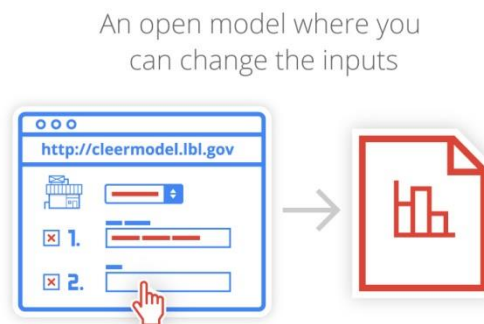 An open model where you
can change the inputs
http://cleermodel.lbl.gov
1.
2.